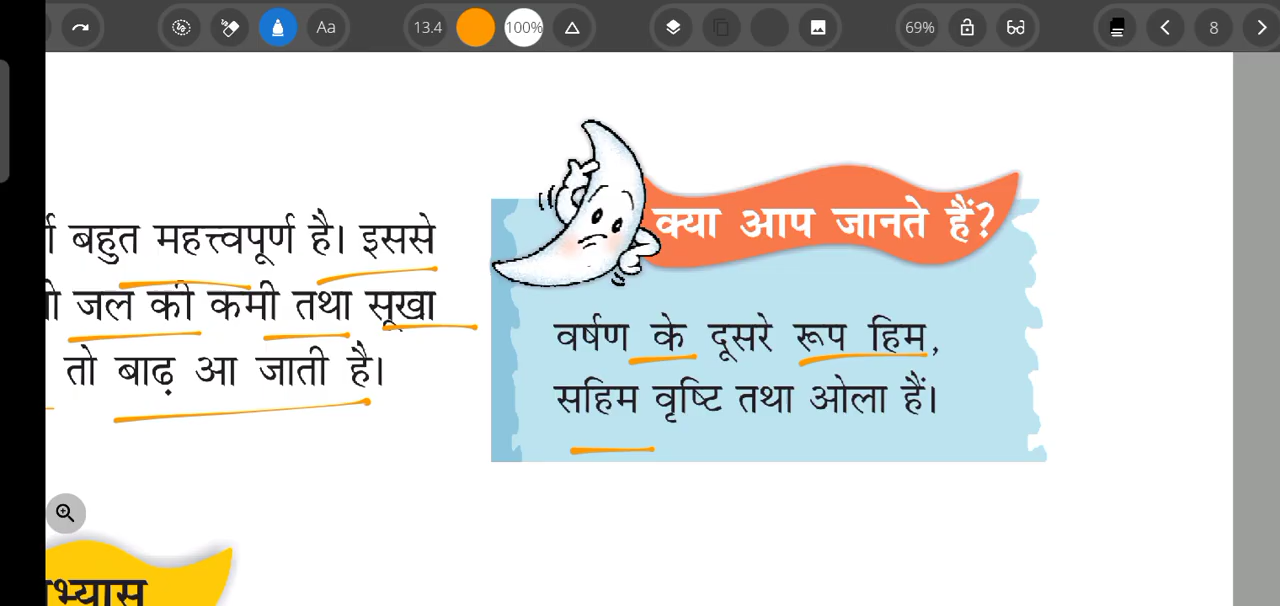 Aa
13.4
100%
69%
8
बहुत महत्त्वपूर्ण है। इससे
जल की कमी तथा सूखा
तो बाढ़ आ जाती है।
क्या आप जानते हैं?
वर्षण के दूसरे रूप हिम,
सहिम वृष्टि तथा ओला हैं।